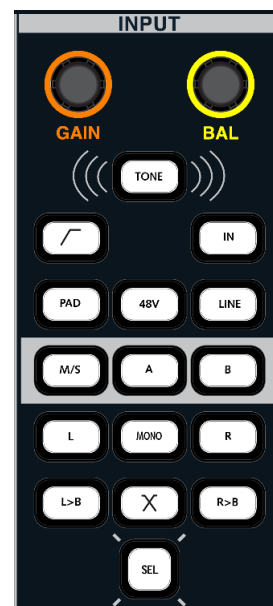 INPUT
GAIN BAL
TONE
IN
PAD 48V LINE
M/S A B
L MONO R
L>B R>B
SEL